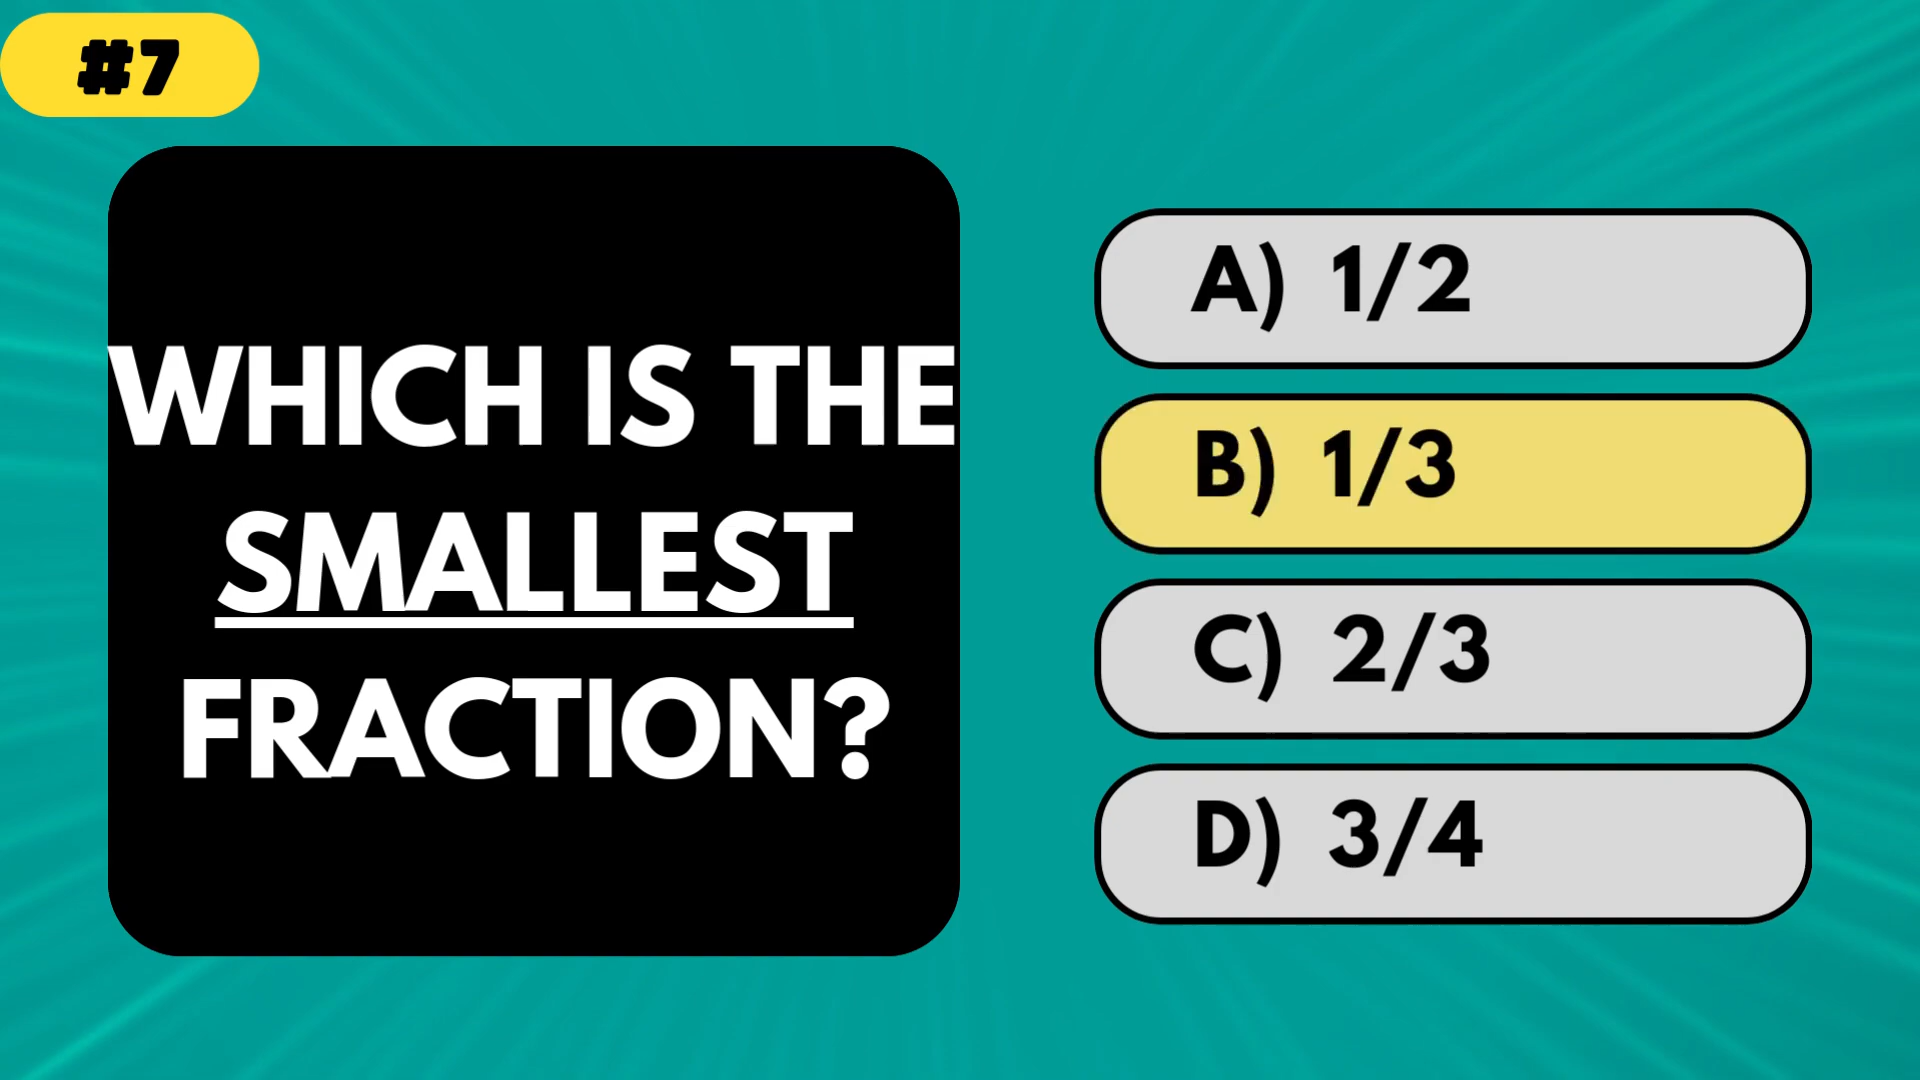 #7
WHICH IS THE
SMALLEST
FRACTION?
A) 1/2
B) 1/3
C) 2/3
D) 3/4